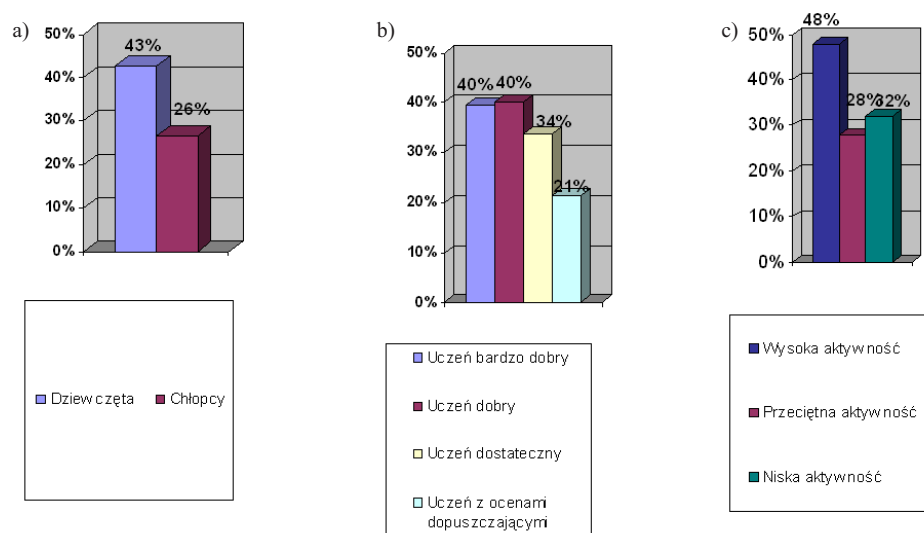 a)
50%
40%
30%
20%
10%
0%
43%
26%
Dziewczęta Chłopcy
b)
50%
40%
30%
20%
10%
0%
40% 40%
34%
21%
Uczeń bardzo dobry
Uczeń dobry
Uczeń dostateczny
Uczeń z ocenami
dopuszczającymi
c)
50%
40%
30%
20%
10%
0%
48%
28% 32%
Wysoka aktywność
Przeciętna aktywność
Niska aktywność